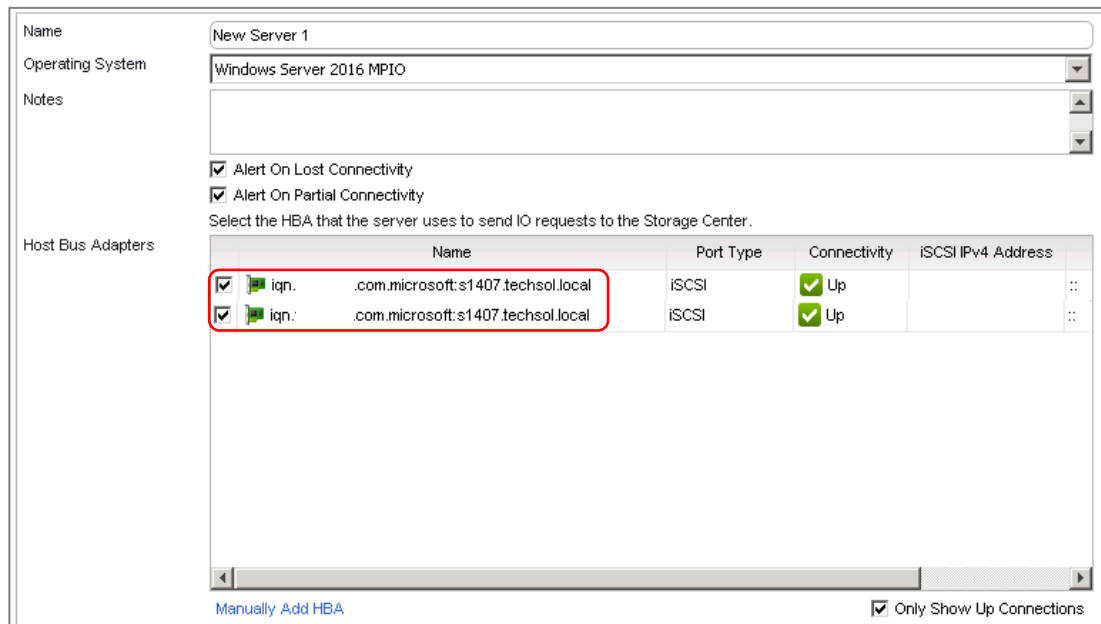 Name
New Server 1
Operating System
Windows Server 2016 MPIO
Notes
Alert On Lost Connectivity
Alert On Partial Connectivity
Select the HBA that the server uses to send IO requests to the Storage Center.
Host Bus Adapters
Name Port Type Connectivity iSCSI IPv4 Address
iqn. .com.microsoft:s1407.techsol.local iSCSI Up ::
iqn. .com.microsoft:s1407.techsol.local iSCSI Up ::
Manually Add HBA Only Show Up Connections